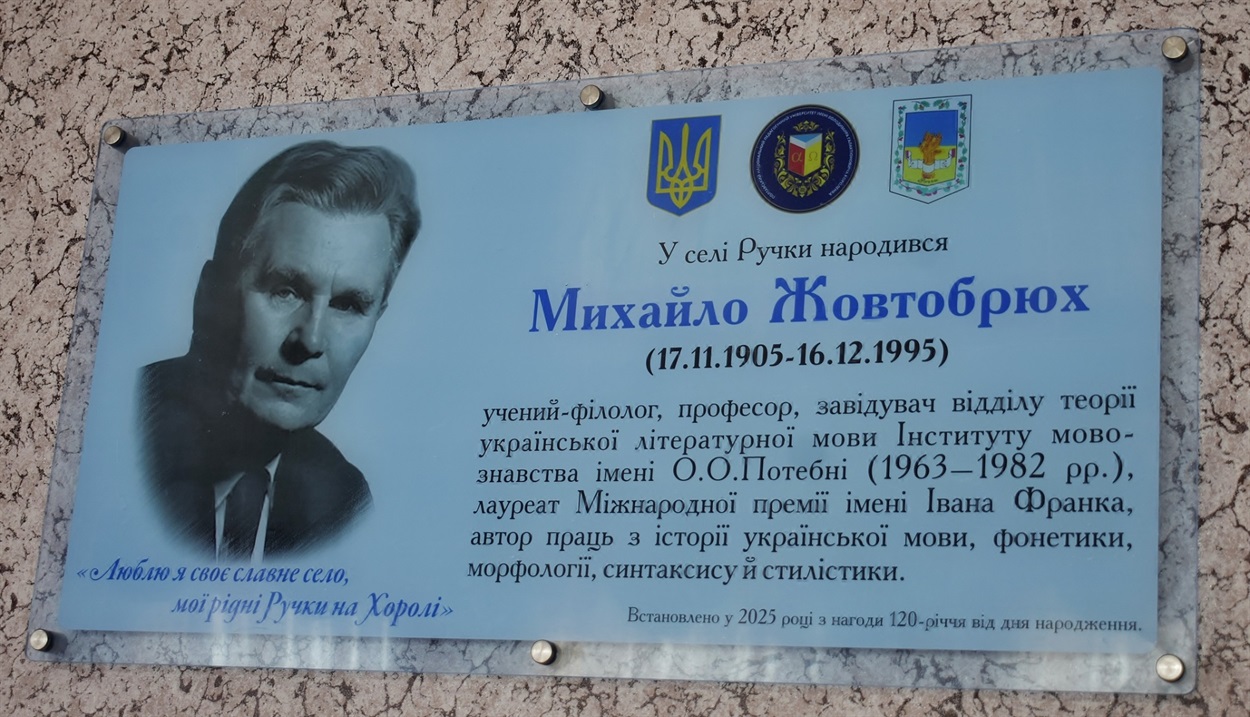 У селі Ручки народився
Михайло Жовтобрюх
(17.11.1905-16.12.1995)
учений-філолог, професор, завідувач відділу теорії
української літературної мови Інституту мово-
знавства імені О.О.Потебні (1963–1982 рр.),
лауреат Міжнародної премії імені Івана Франка,
автор праць з історії української мови, фонетики,
морфології, синтаксису й стилістики.
«Люблю я своє славне село,
мої рідні Ручки на Хоролі»
Встановлено у 2025 році з нагоди 120-річчя від дня народження.